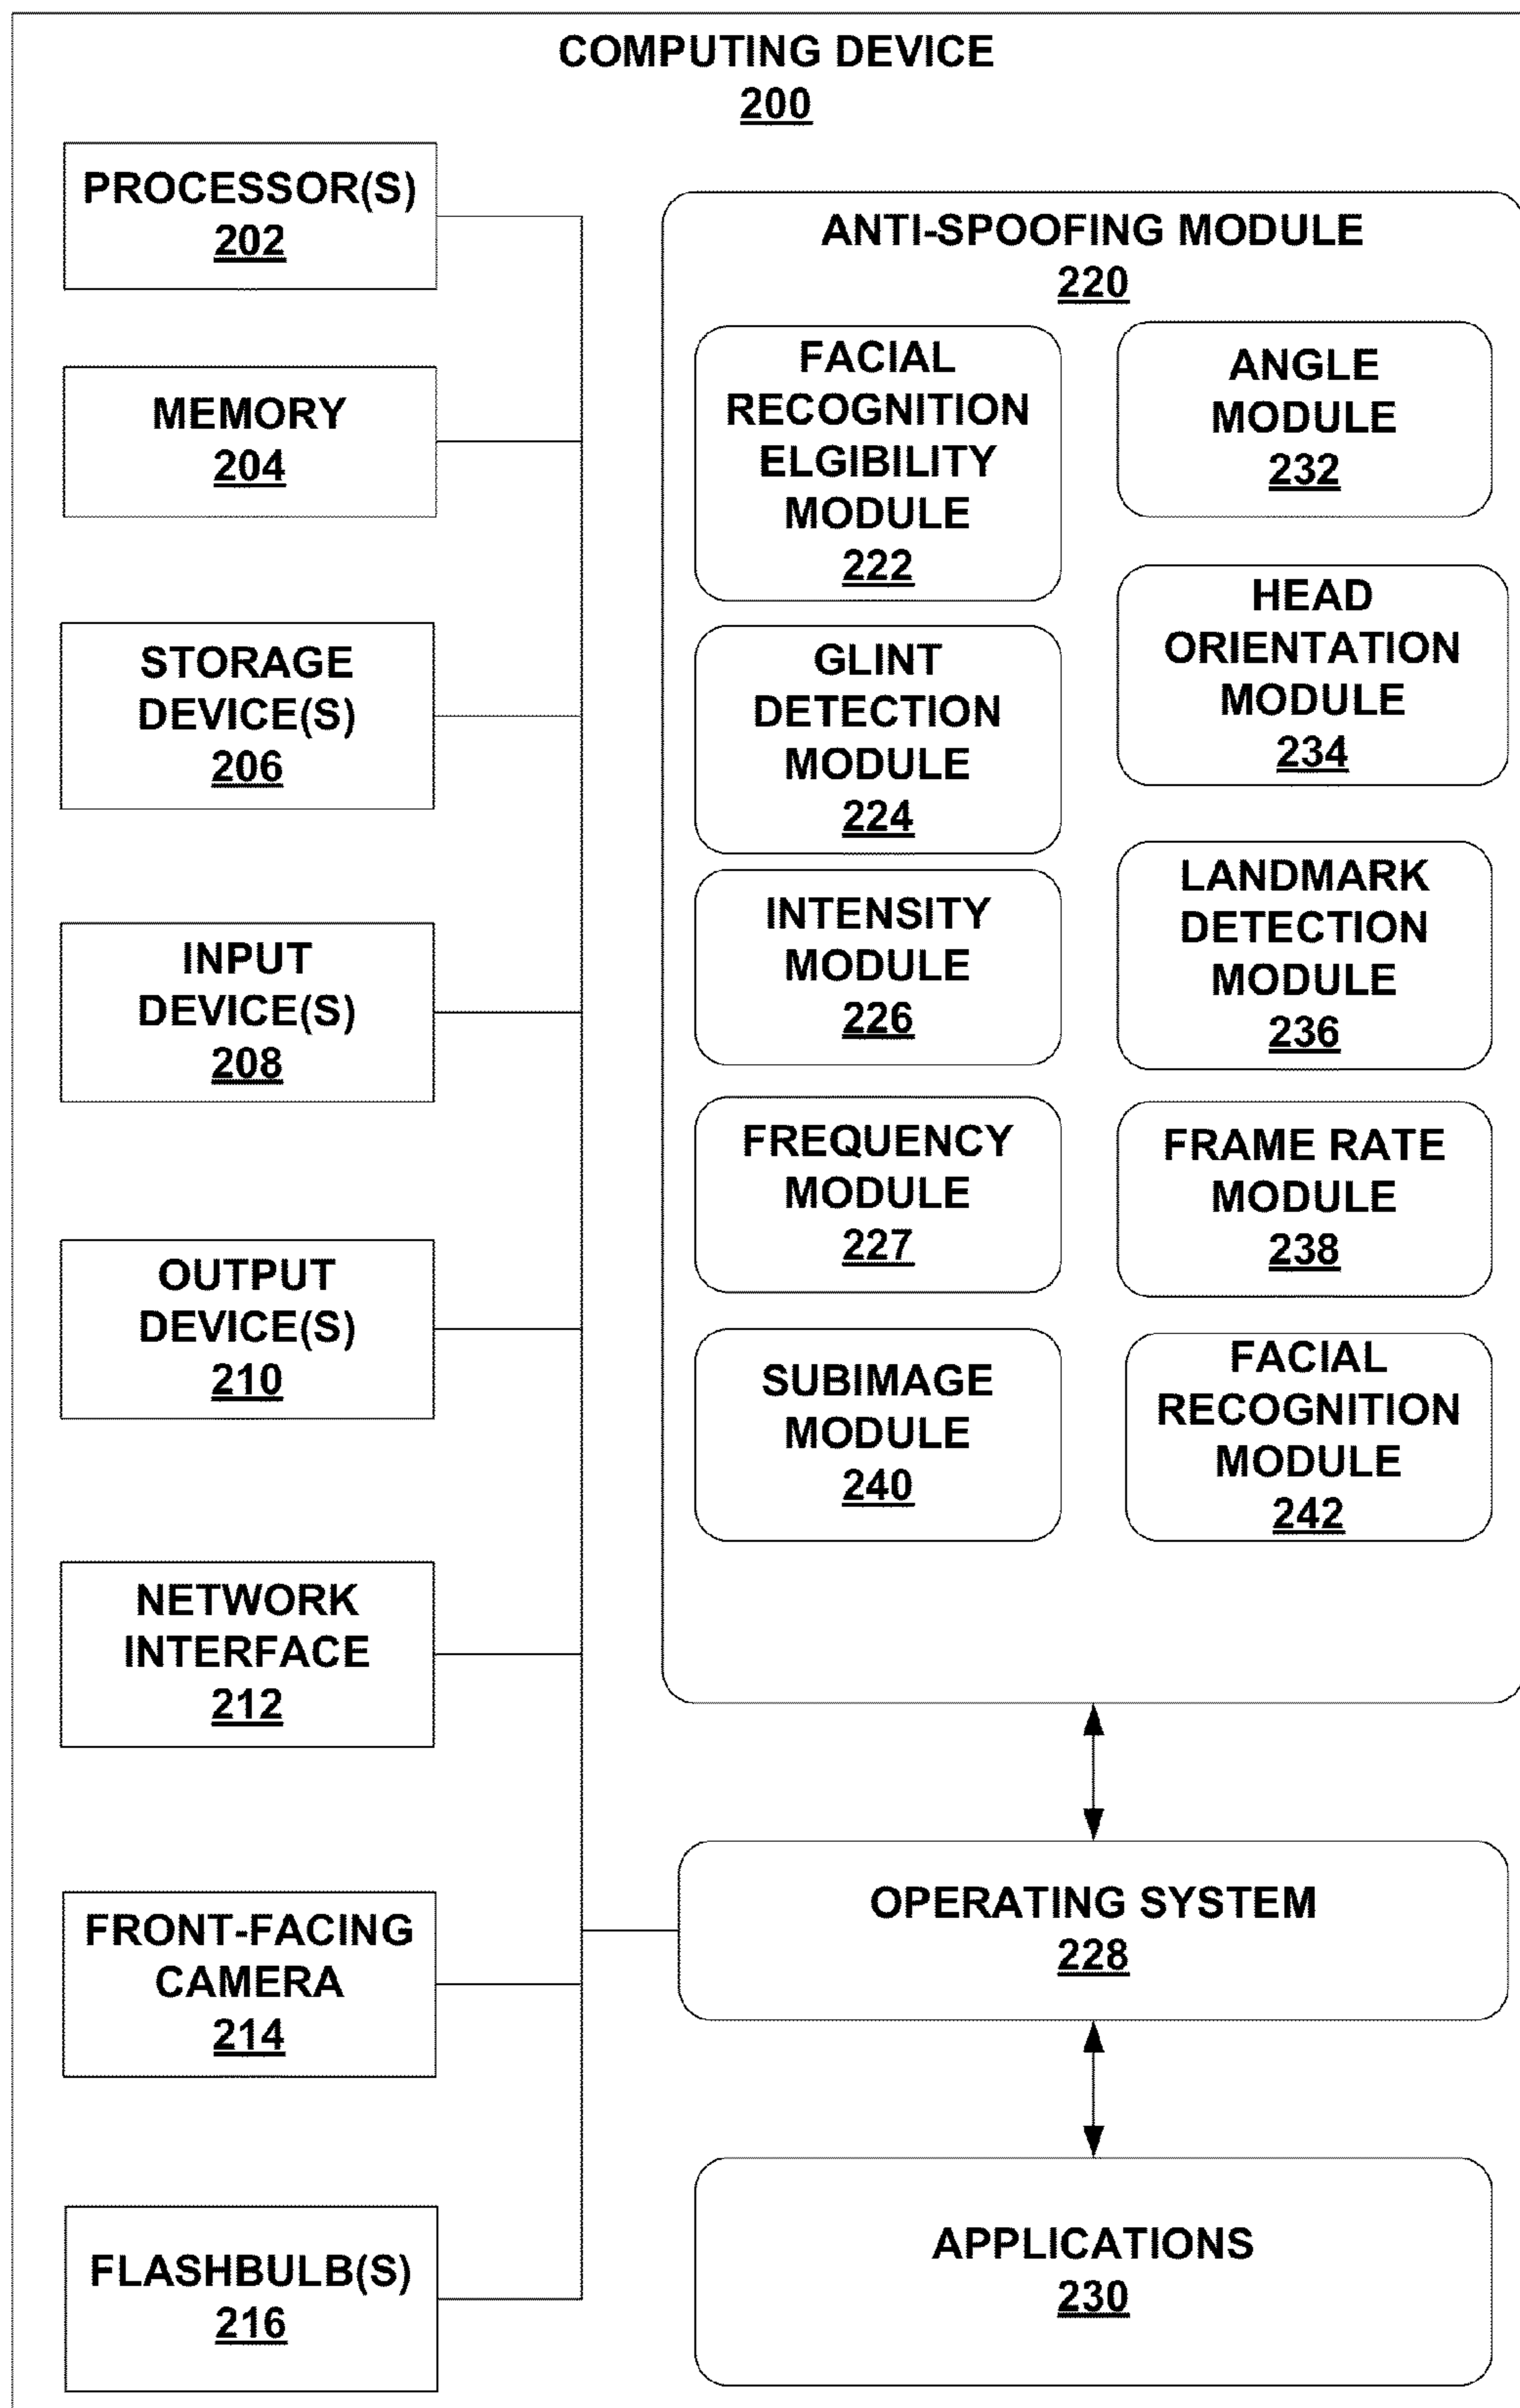 COMPUTING DEVICE
200
PROCESSOR(S)
202
MEMORY
204
STORAGE
DEVICE(S)
206
INPUT
DEVICE(S)
208
OUTPUT
DEVICE(S)
210
NETWORK
INTERFACE
212
FRONT-FACING
CAMERA
214
FLASHBULB(S)
216
ANTI-SPOOFING MODULE
220
FACIAL
RECOGNITION
ELGIBILITY
MODULE
222
GLINT
DETECTION
MODULE
224
INTENSITY
MODULE
226
FREQUENCY
MODULE
227
SUBIMAGE
MODULE
240
ANGLE
MODULE
232
HEAD
ORIENTATION
MODULE
234
LANDMARK
DETECTION
MODULE
236
FRAME RATE
MODULE
238
FACIAL
RECOGNITION
MODULE
242
OPERATING SYSTEM
228
APPLICATIONS
230